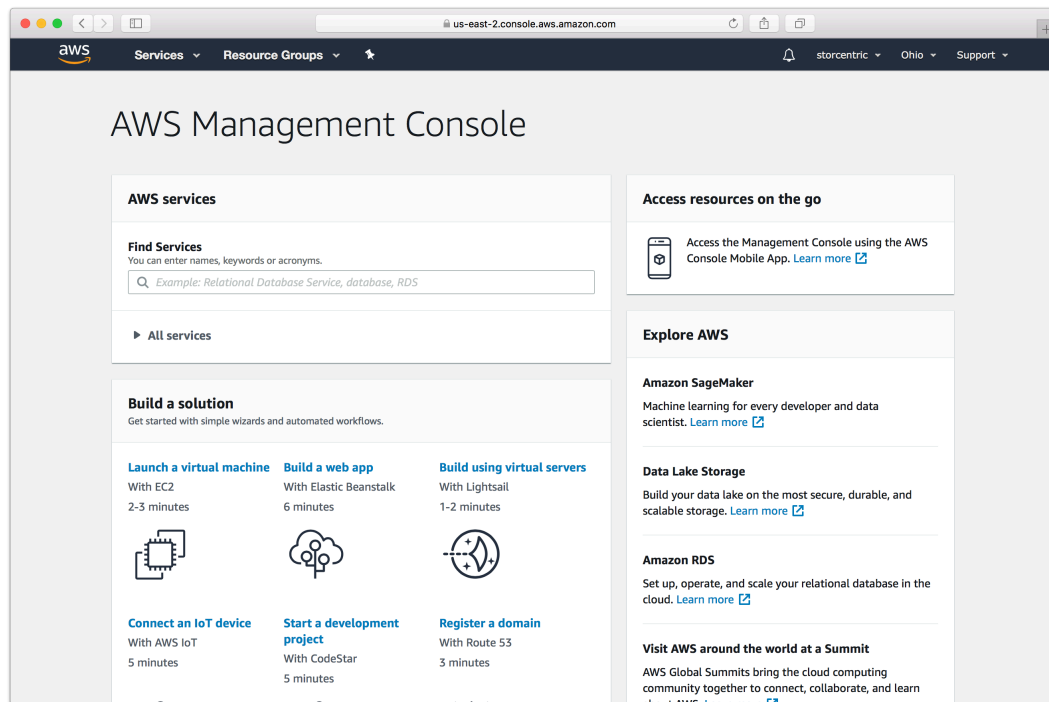 us-east-2.console.aws.amazon.com
aws
Services
Resource Groups
storcentric
Ohio
Support
AWS Management Console
AWS services
Find Services
You can enter names, keywords or acronyms.
Example: Relational Database Service, database, RDS
All services
Build a solution
Get started with simple wizards and automated workflows.
Launch a virtual machine
With EC2
2-3 minutes
Build a web app
With Elastic Beanstalk
6 minutes
Build using virtual servers
With Lightsail
1-2 minutes
Connect an IoT device
With AWS IoT
5 minutes
Start a development
project
With CodeStar
5 minutes
Register a domain
With Route 53
3 minutes
Access resources on the go
Access the Management Console using the AWS
Console Mobile App. Learn more
Explore AWS
Amazon SageMaker
Machine learning for every developer and data
scientist. Learn more
Data Lake Storage
Build your data lake on the most secure, durable, and
scalable storage. Learn more
Amazon RDS
Set up, operate, and scale your relational database in the
cloud. Learn more
Visit AWS around the world at a Summit
AWS Global Summits bring the cloud computing
community together to connect, collaborate, and learn